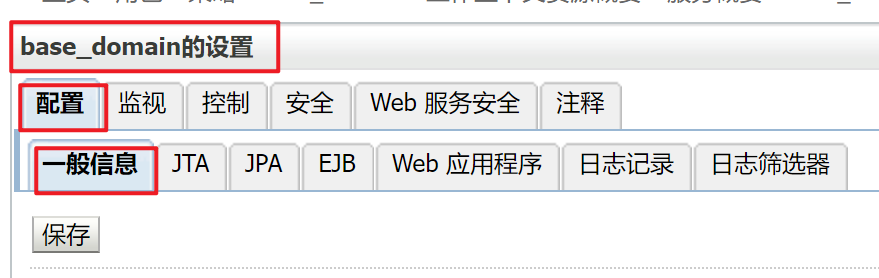 base_domain的设置
配置 监视 控制 安全 Web 服务安全 注释
一般信息 JTA JPA EJB Web 应用程序 日志记录 日志筛选器
保存